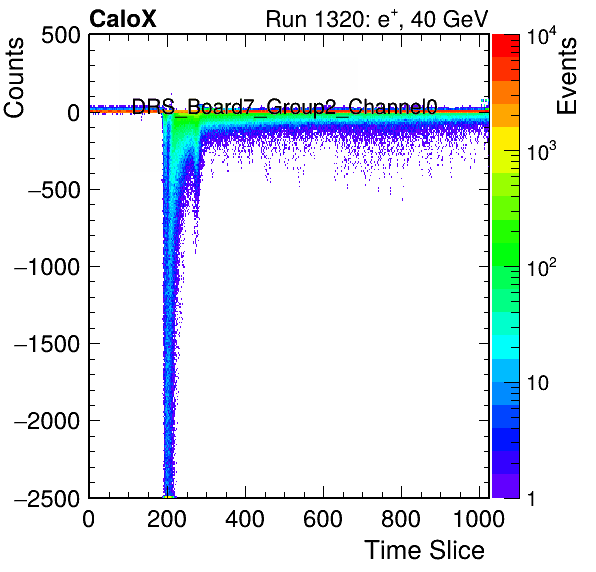 CaloX Run 1320: e⁺, 40 GeV
Counts
Events
DRS_Board7_Group2_Channel0
500
0
−500
−1000
−1500
−2000
−2500
0 200 400 600 800 1000
Time Slice
10⁴
10³
10²
10
1